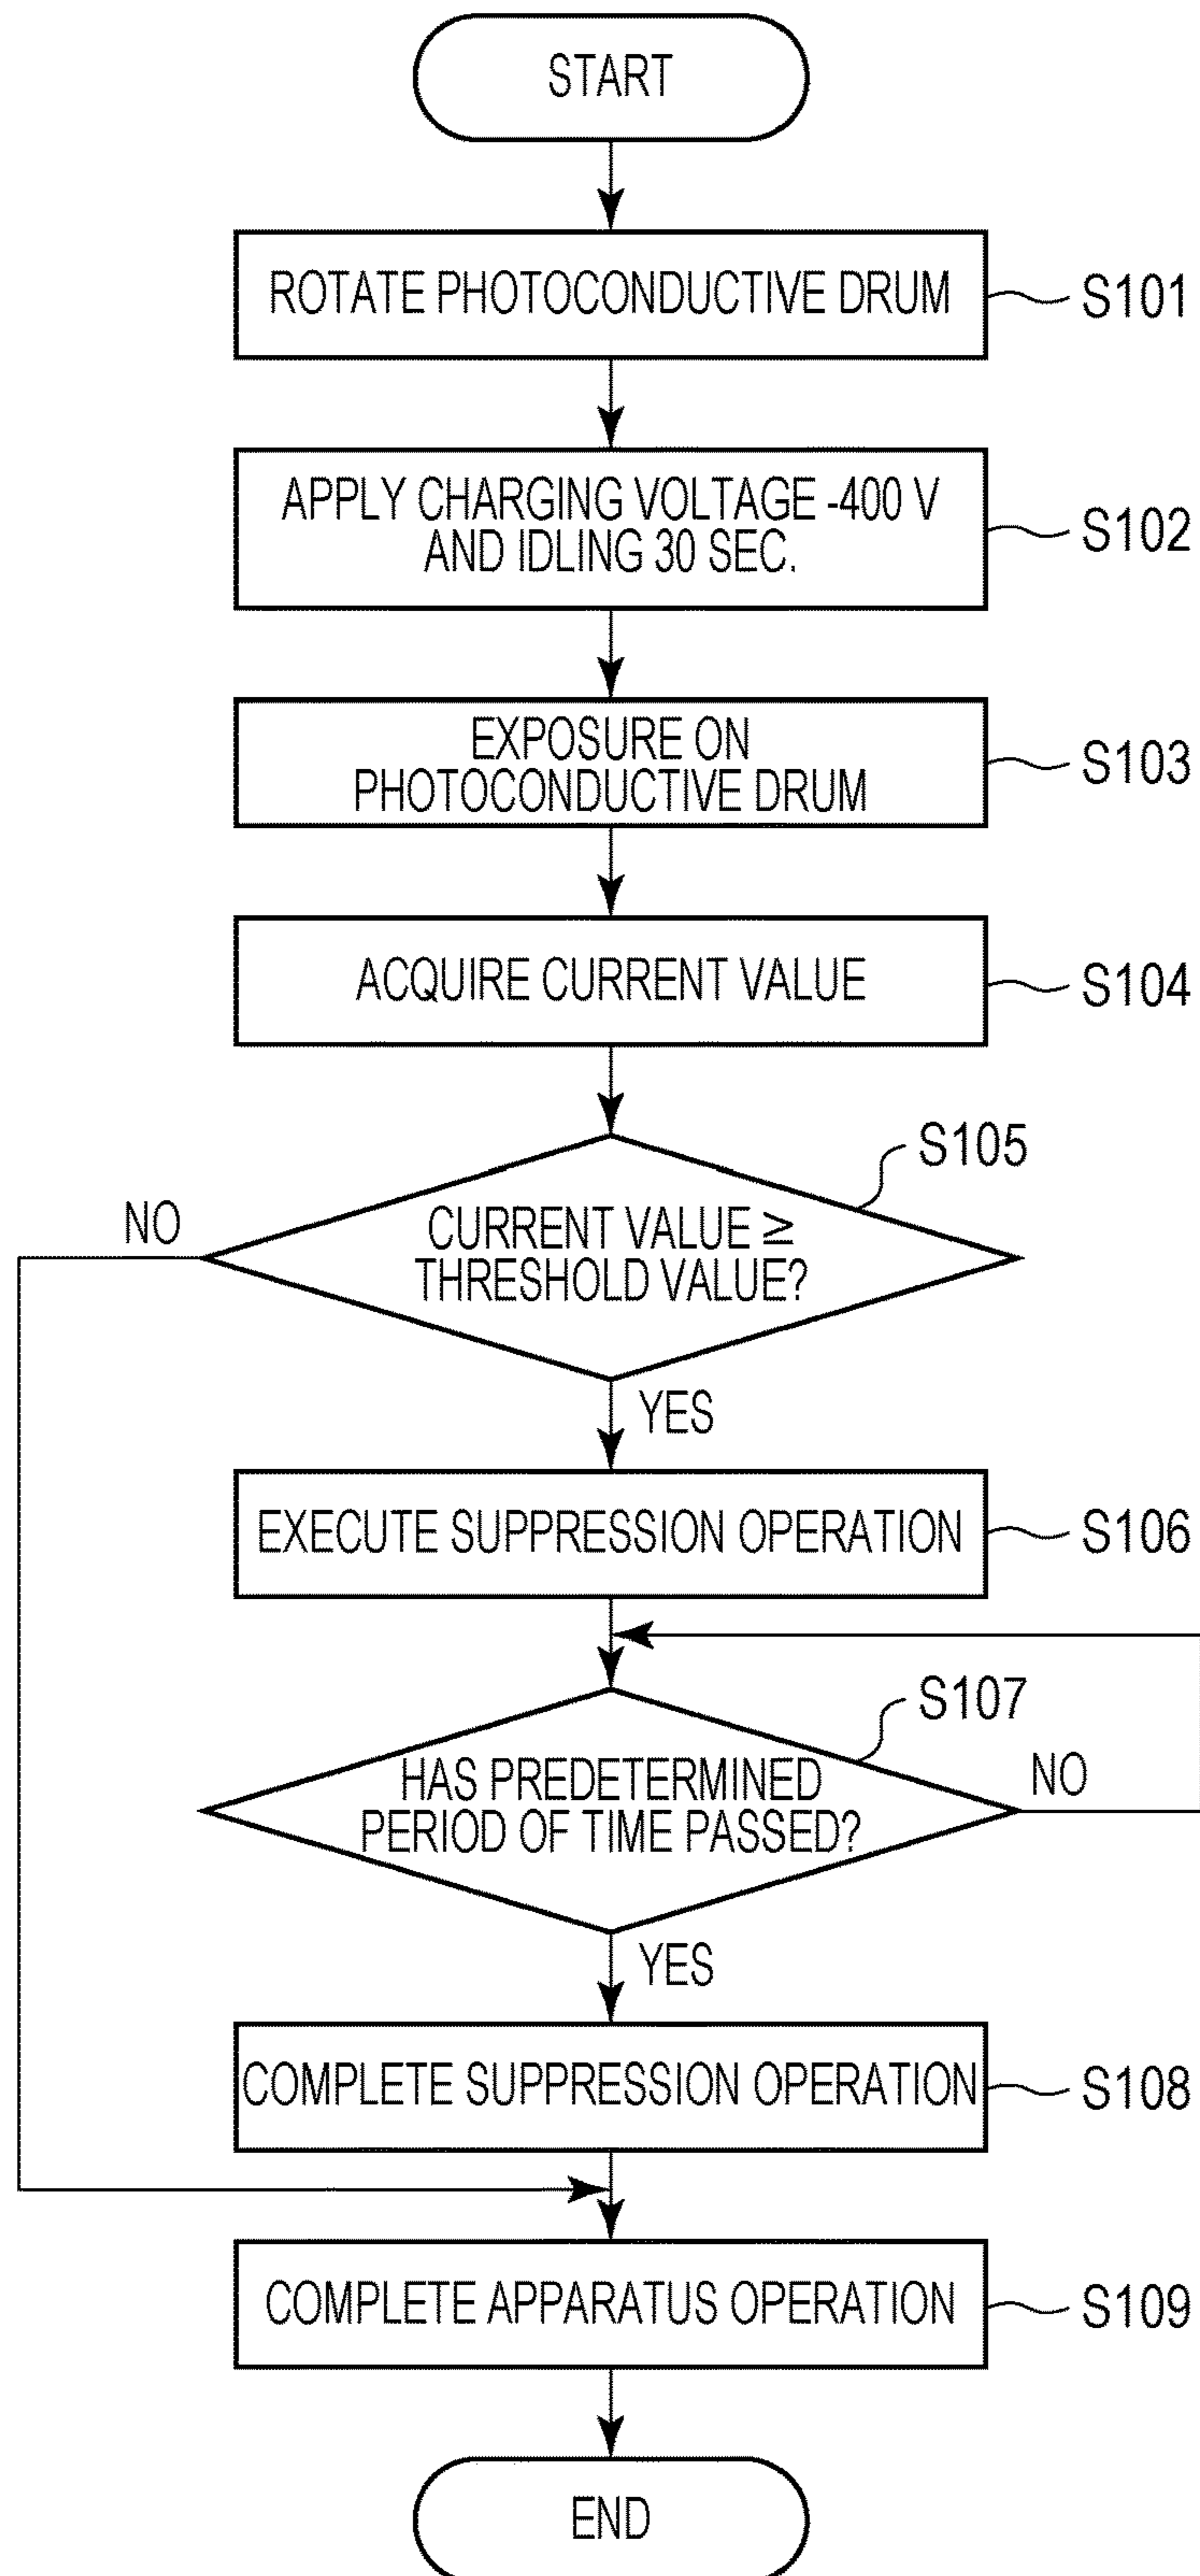 START
ROTATE PHOTOCONDUCTIVE DRUM
S101
APPLY CHARGING VOLTAGE -400 V
AND IDLING 30 SEC.
S102
EXPOSURE ON
PHOTOCONDUCTIVE DRUM
S103
ACQUIRE CURRENT VALUE
S104
S105
NO
CURRENT VALUE ≥
THRESHOLD VALUE?
YES
EXECUTE SUPPRESSION OPERATION
S106
S107
HAS PREDETERMINED
PERIOD OF TIME PASSED?
NO
YES
COMPLETE SUPPRESSION OPERATION
S108
COMPLETE APPARATUS OPERATION
S109
END